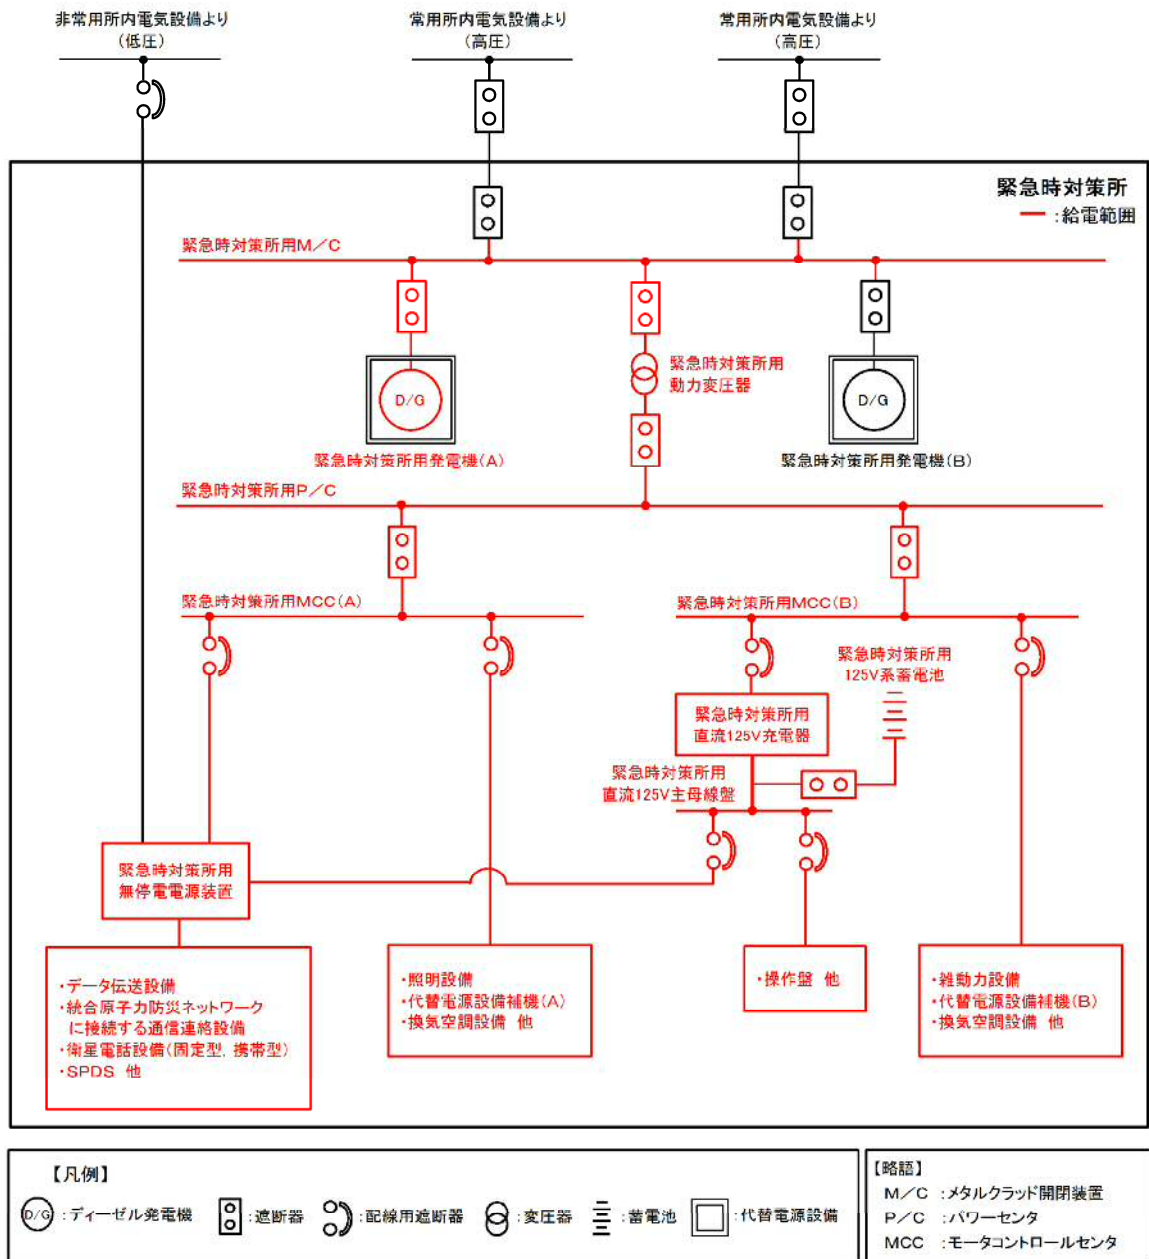 非常用所内電気設備より
(低圧)
常用所内電気設備より
(高圧)
常用所内電気設備より
(高圧)
緊急時対策所
:給電範囲
緊急時対策所用M/C
緊急時対策所用
動力変圧器
D/G
D/G
緊急時対策所用発電機(A)
緊急時対策所用発電機(B)
緊急時対策所用P/C
緊急時対策所用MCC(A)
緊急時対策所用MCC(B)
緊急時対策所用
125V系蓄電池
緊急時対策所用
直流125V充電器
緊急時対策所用
直流125V主母線盤
緊急時対策所用
無停電電源装置
・データ伝送設備
・統合原子力防災ネットワーク
に接続する通信連絡設備
・衛星電話設備(固定型, 携帯型)
・SPDS 他
・照明設備
・代替電源設備補機(A)
・換気空調設備 他
・操作盤 他
・雑動力設備
・代替電源設備補機(B)
・換気空調設備 他
【凡例】
D/G :ディーゼル発電機 :遮断器 :配線用遮断器 :変圧器 :蓄電池 :代替電源設備
【略語】
M/C :メタルクラッド開閉装置
P/C :パワーセンタ
MCC :モータコントロールセンタ